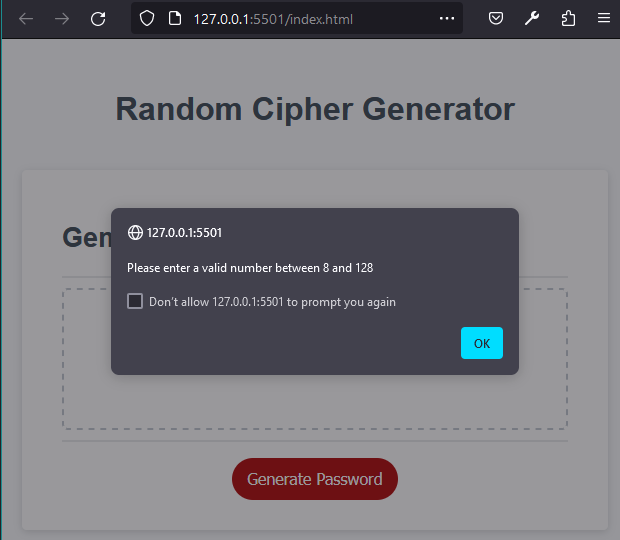 127.0.0.1:5501/index.html
Random Cipher Generator
Gen
127.0.0.1:5501
Please enter a valid number between 8 and 128
Don't allow 127.0.0.1:5501 to prompt you again
OK
Generate Password